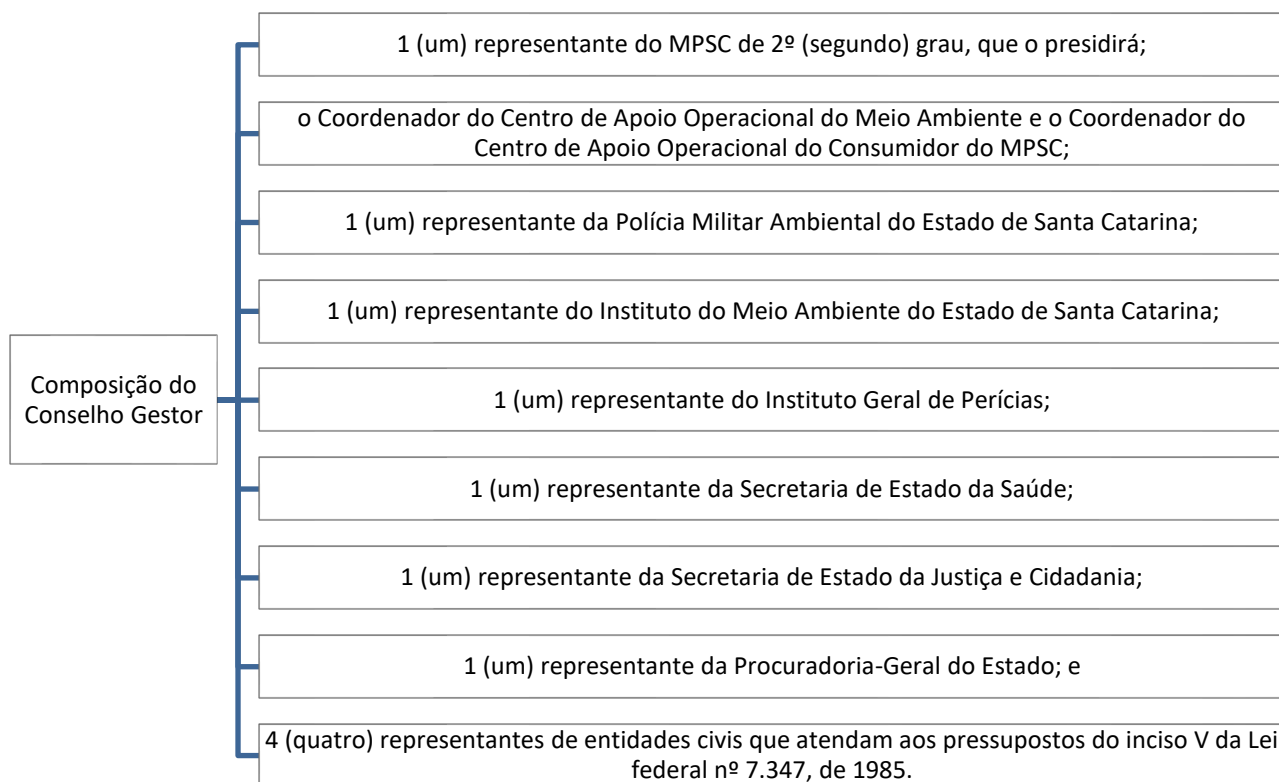 Composição do
Conselho Gestor
1 (um) representante do MPSC de 2º (segundo) grau, que o presidirá;
o Coordenador do Centro de Apoio Operacional do Meio Ambiente e o Coordenador do
Centro de Apoio Operacional do Consumidor do MPSC;
1 (um) representante da Polícia Militar Ambiental do Estado de Santa Catarina;
1 (um) representante do Instituto do Meio Ambiente do Estado de Santa Catarina;
1 (um) representante do Instituto Geral de Perícias;
1 (um) representante da Secretaria de Estado da Saúde;
1 (um) representante da Secretaria de Estado da Justiça e Cidadania;
1 (um) representante da Procuradoria-Geral do Estado; e
4 (quatro) representantes de entidades civis que atendam aos pressupostos do inciso V da Lei
federal nº 7.347, de 1985.